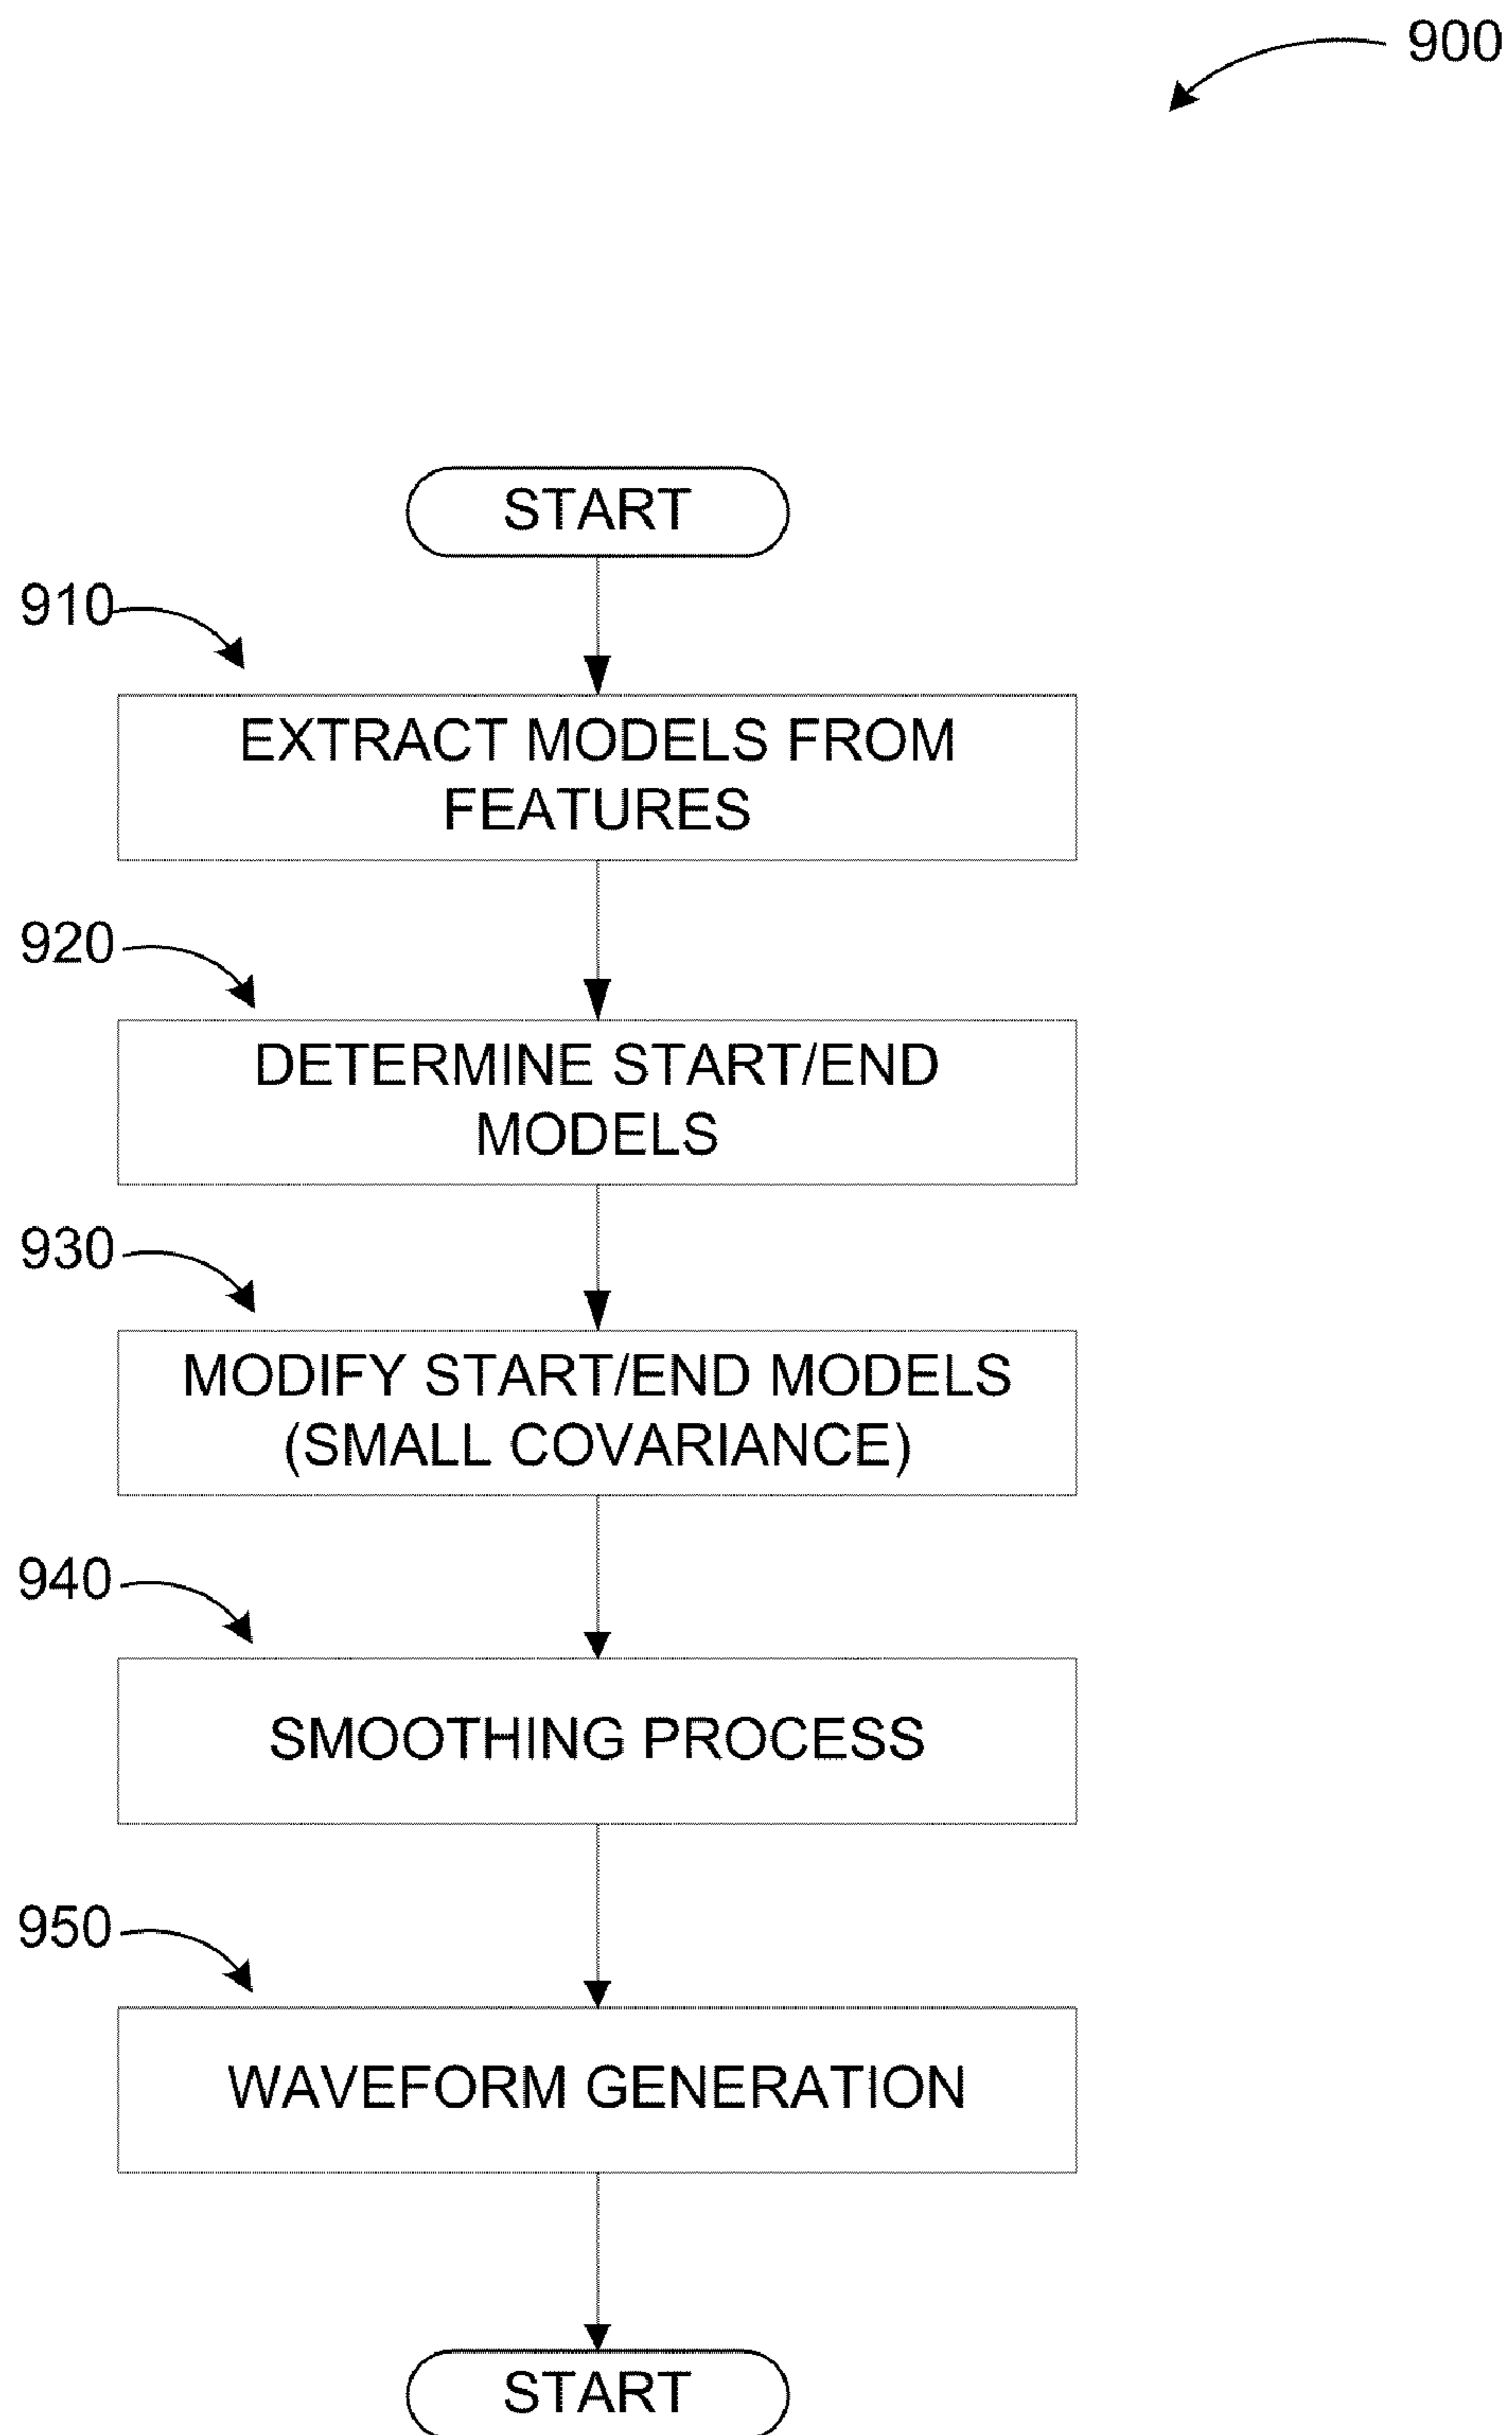 900
START
910
EXTRACT MODELS FROM
FEATURES
920
DETERMINE START/END
MODELS
930
MODIFY START/END MODELS
(SMALL COVARIANCE)
940
SMOOTHING PROCESS
950
WAVEFORM GENERATION
START